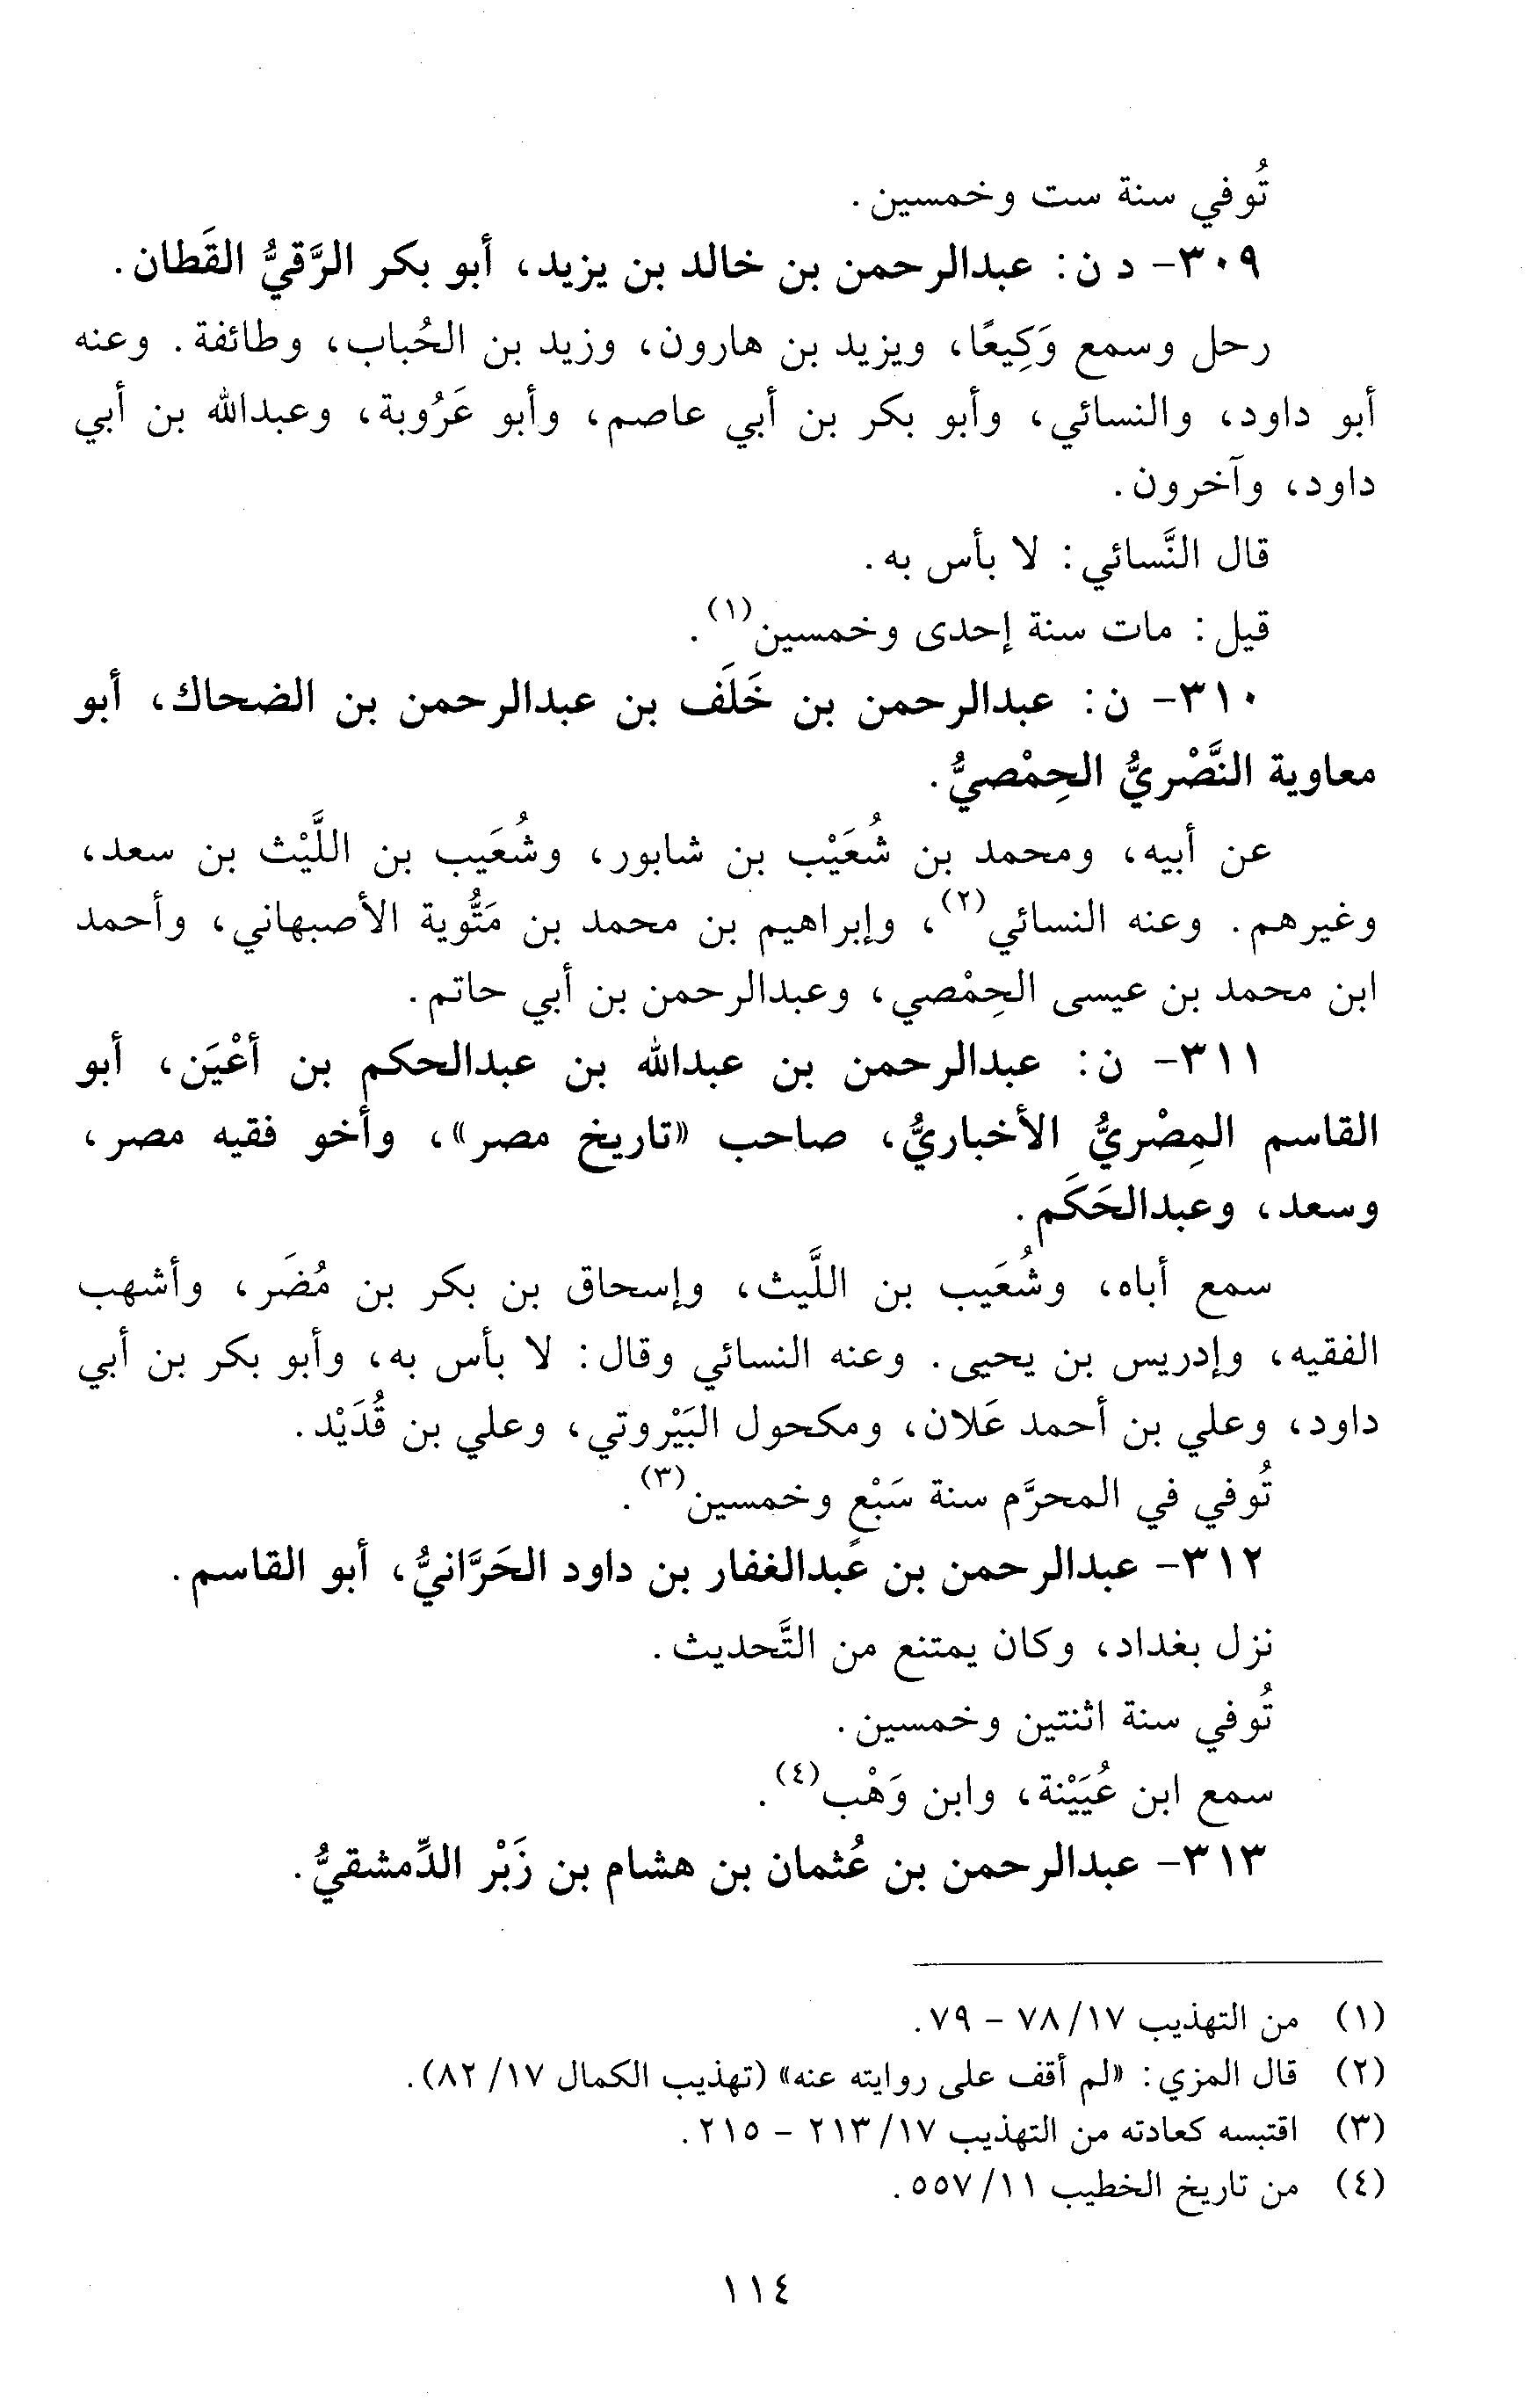 تُوفي سنة ست وخمسين.
٣٠٩- د ن: عبدالرحمن بن خالد بن يزيد، أبو بكر الرَّقيُّ القَطان.
رحل وسمع وَكِيعًا، ويزيد بن هارون، وزيد بن الحُباب، وطائفة. وعنه
أبو داود، والنسائي، وأبو بكر بن أبي عاصم، وأبو عَرُوبة، وعبدالله بن أبي
داود، وآخرون.
قال النَّسائي: لا بأس به.
قيل: مات سنة إحدى وخمسين(١).
٣١٠- ن: عبدالرحمن بن خَلَف بن عبدالرحمن بن الضحاك، أبو
معاوية النَّصْريُّ الحِمْصيُّ.
عن أبيه، ومحمد بن شُعَيْب بن شابور، وشُعَيب بن اللَّيْث بن سعد،
وغيرهم. وعنه النسائي(٢)، وإبراهيم بن محمد بن مَتُّوية الأصبهاني، وأحمد
ابن محمد بن عيسى الحِمْصي، وعبدالرحمن بن أبي حاتم.
٣١١- ن: عبدالرحمن بن عبدالله بن عبدالحكم بن أعْيَن، أبو
القاسم المِصْريُّ الأخباريُّ، صاحب «تاريخ مصر»، وأخو فقيه مصر،
وسعد، وعبدالحَكَم.
سمع أباه، وشُعَيب بن اللَّيث، وإسحاق بن بكر بن مُضَر، وأشهب
الفقيه، وإدريس بن يحيى. وعنه النسائي وقال: لا بأس به، وأبو بكر بن أبي
داود، وعلي بن أحمد عَلان، ومكحول البَيْروتي، وعلي بن قُدَيْد.
تُوفي في المحرَّم سنة سَبْعٍ وخمسين(٣).
٣١٢- عبدالرحمن بن عبدالغفار بن داود الحَرَّانيُّ، أبو القاسم.
نزل بغداد، وكان يمتنع من التَّحديث.
تُوفي سنة اثنتين وخمسين.
سمع ابن عُيَيْنة، وابن وَهْب(٤).
٣١٣- عبدالرحمن بن عُثمان بن هشام بن زَبْر الدِّمشقيُّ.
(١) من التهذيب ١٧/ ٧٨ - ٧٩.
(٢) قال المزي: «لم أقف على روايته عنه» (تهذيب الكمال ١٧/ ٨٢).
(٣) اقتبسه كعادته من التهذيب ١٧/ ٢١٣ - ٢١٥.
(٤) من تاريخ الخطيب ١١/ ٥٥٧.
١١٤